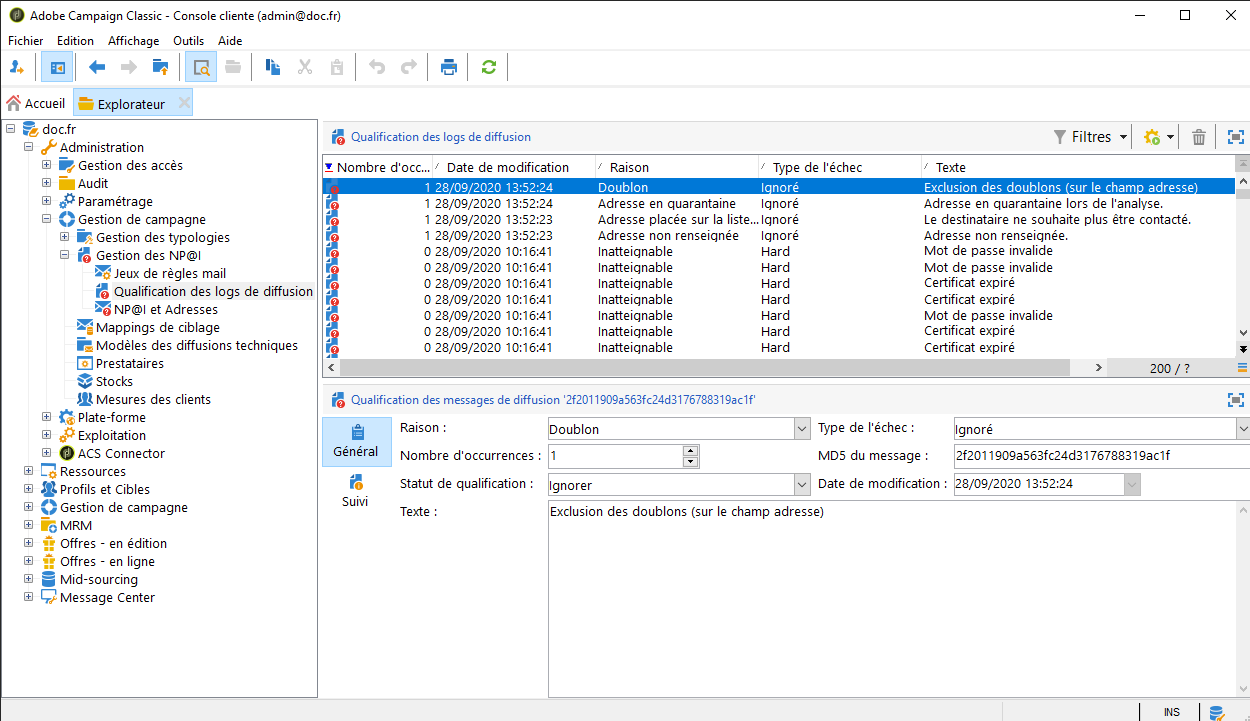 Adobe Campaign Classic - Console cliente (admin@doc.fr)
Fichier Edition Affichage Outils Aide
Accueil Explorateur
doc.fr
Administration
Gestion des accès
Audit
Paramétrage
Gestion de campagne
Gestion des typologies
Gestion des NP@I
Jeux de règles mail
Qualification des logs de diffusion
NP@I et Adresses
Mappings de ciblage
Modèles des diffusions techniques
Prestataires
Stocks
Mesures des clients
Plate-forme
Exploitation
ACS Connector
Ressources
Profils et Cibles
Gestion de campagne
MRM
Offres - en édition
Offres - en ligne
Mid-sourcing
Message Center
Qualification des logs de diffusion Filtres
Nombre d'occ... Date de modification Raison Type de l'échec Texte
1 28/09/2020 13:52:24 Doublon Ignoré Exclusion des doublons (sur le champ adresse)
1 28/09/2020 13:52:24 Adresse en quarantaine Ignoré Adresse en quarantaine lors de l'analyse.
1 28/09/2020 13:52:23 Adresse placée sur la liste... Ignoré Le destinataire ne souhaite plus être contacté.
1 28/09/2020 13:52:23 Adresse non renseignée Ignoré Adresse non renseignée.
0 28/09/2020 10:16:41 Inatteignable Hard Mot de passe invalide
0 28/09/2020 10:16:41 Inatteignable Hard Mot de passe invalide
0 28/09/2020 10:16:41 Inatteignable Hard Certificat expiré
0 28/09/2020 10:16:41 Inatteignable Hard Certificat expiré
0 28/09/2020 10:16:41 Inatteignable Hard Mot de passe invalide
0 28/09/2020 10:16:41 Inatteignable Hard Certificat expiré
0 28/09/2020 10:16:41 Inatteignable Hard Certificat expiré
200 / ?
Qualification des messages de diffusion '2f2011909a563fc24d3176788319ac1f'
Général
Suivi
Raison : Doublon Type de l'échec : Ignoré
Nombre d'occurrences : 1 MD5 du message : 2f2011909a563fc24d3176788319ac1f
Statut de qualification : Ignorer Date de modification : 28/09/2020 13:52:24
Texte : Exclusion des doublons (sur le champ adresse)
INS